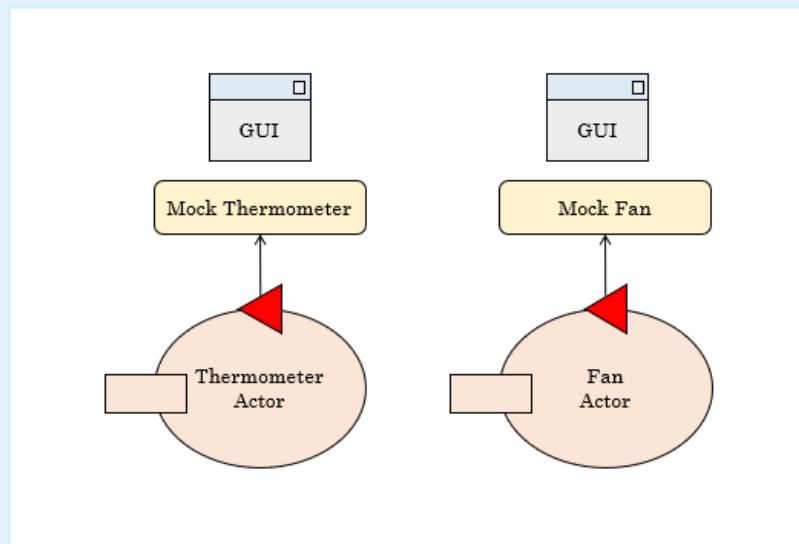 GUI
GUI
Mock Thermometer
Mock Fan
Thermometer
Actor
Fan
Actor